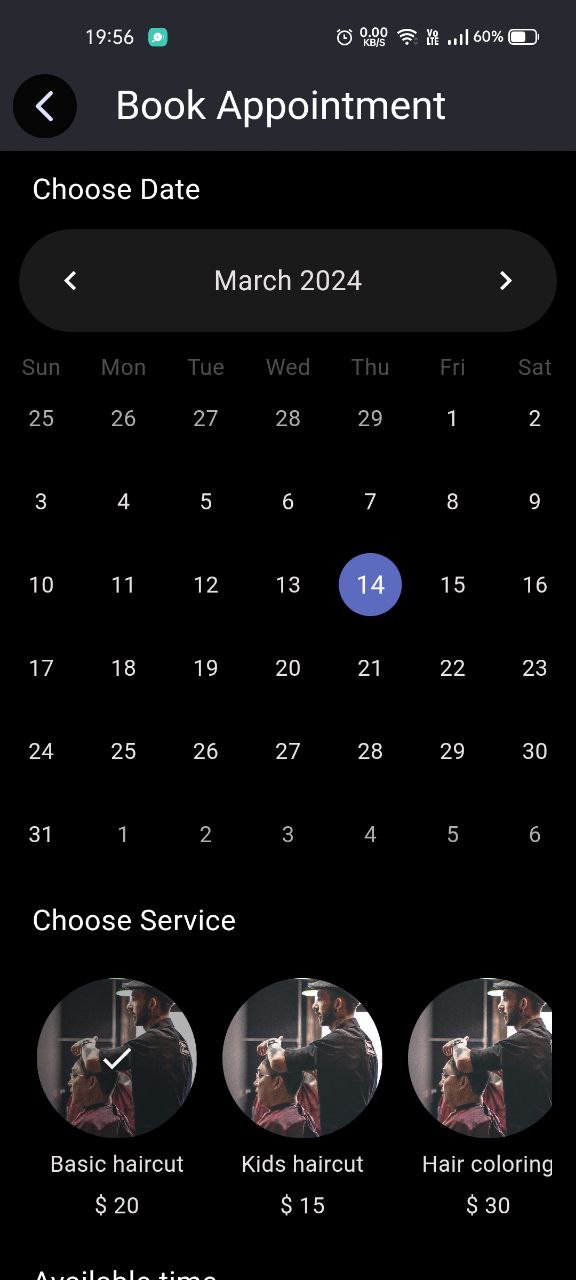 19:56 0.00 KB/S Vo LTE 60%
Book Appointment
Choose Date
March 2024
Sun Mon Tue Wed Thu Fri Sat
25 26 27 28 29 1 2
3 4 5 6 7 8 9
10 11 12 13 14 15 16
17 18 19 20 21 22 23
24 25 26 27 28 29 30
31 1 2 3 4 5 6
Choose Service
Basic haircut Kids haircut Hair coloring
$ 20 $ 15 $ 30
Available time